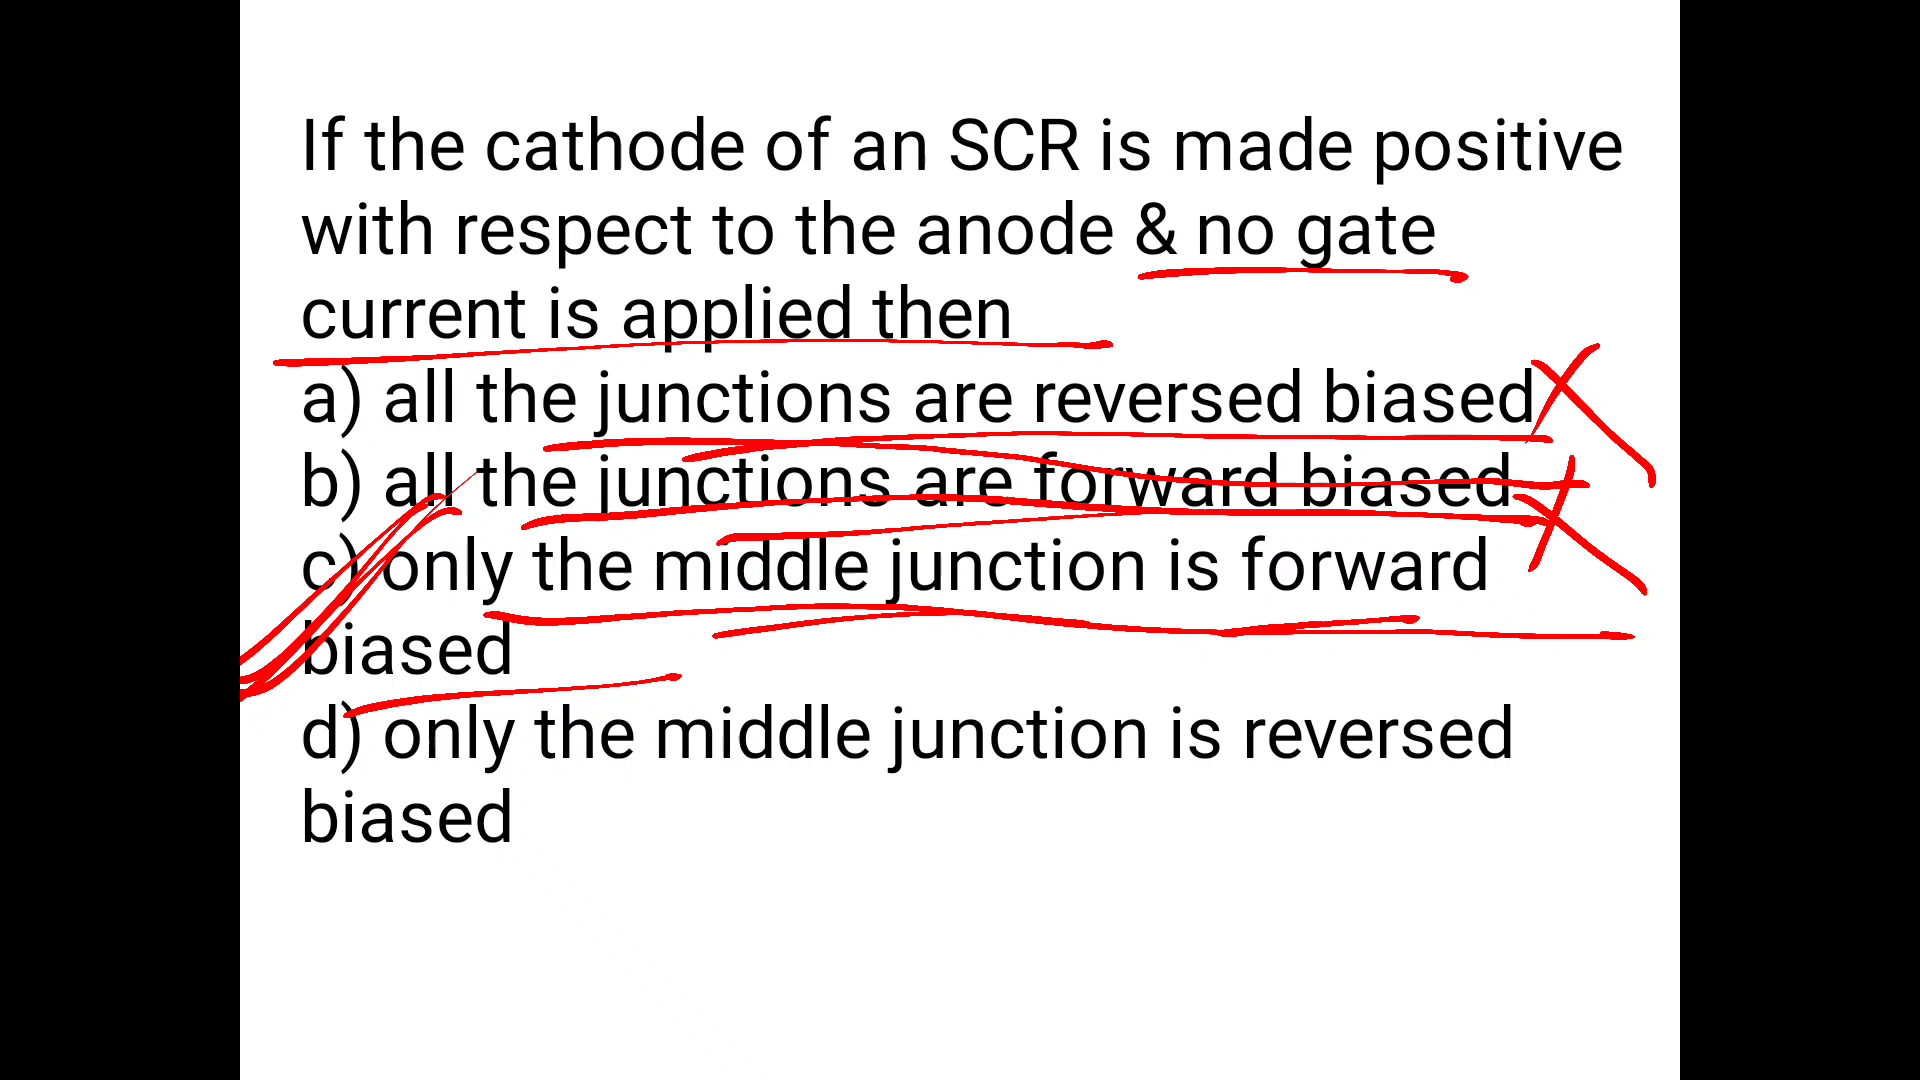 If the cathode of an SCR is made positive
with respect to the anode & no gate
current is applied then
a) all the junctions are reversed biased
b) all the junctions are forward biased
c) only the middle junction is forward
biased
d) only the middle junction is reversed
biased